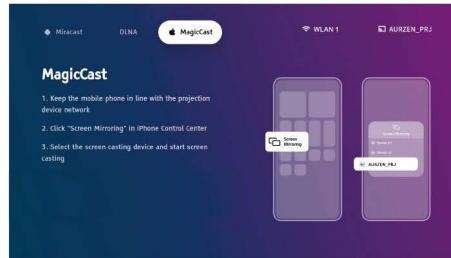 Miracast
DLNA
MagicCast
WLAN 1
AURZEN_PRJ
MagicCast
1. Keep the mobile phone in line with the projection
device network
2. Click "Screen Mirroring" in iPhone Control Center
3. Select the screen casting device and start screen
casting
Screen
Mirroring
Screen Mirroring
AURZEN_PRJ